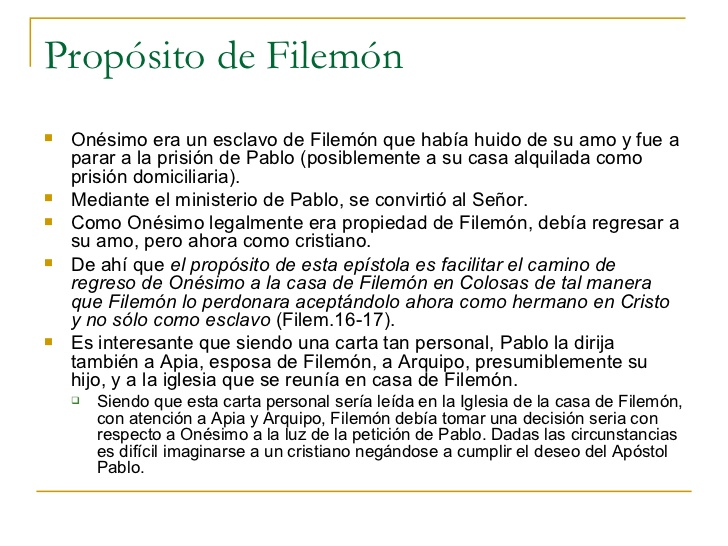 Propósito de Filemón
Onésimo era un esclavo de Filemón que había huido de su amo y fue a
parar a la prisión de Pablo (posiblemente a su casa alquilada como
prisión domiciliaria).
Mediante el ministerio de Pablo, se convirtió al Señor.
Como Onésimo legalmente era propiedad de Filemón, debía regresar a
su amo, pero ahora como cristiano.
De ahí que el propósito de esta epístola es facilitar el camino de
regreso de Onésimo a la casa de Filemón en Colosas de tal manera
que Filemón lo perdonara aceptándolo ahora como hermano en Cristo
y no sólo como esclavo (Filem.16-17).
Es interesante que siendo una carta tan personal, Pablo la dirija
también a Apia, esposa de Filemón, a Arquipo, presumiblemente su
hijo, y a la iglesia que se reunía en casa de Filemón.
Siendo que esta carta personal sería leída en la Iglesia de la casa de Filemón,
con atención a Apia y Arquipo, Filemón debía tomar una decisión seria con
respecto a Onésimo a la luz de la petición de Pablo. Dadas las circunstancias
es difícil imaginarse a un cristiano negándose a cumplir el deseo del Apóstol
Pablo.